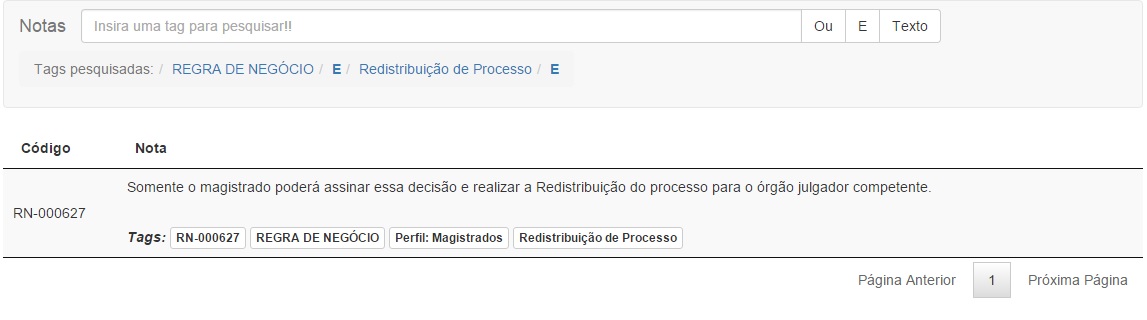 Notas Insira uma tag para pesquisar!! Ou E Texto
Tags pesquisadas: / REGRA DE NEGÓCIO / E / Redistribuição de Processo / E
Código Nota
Somente o magistrado poderá assinar essa decisão e realizar a Redistribuição do processo para o órgão julgador competente.
RN-000627
Tags: RN-000627 REGRA DE NEGÓCIO Perfil: Magistrados Redistribuição de Processo
Página Anterior 1 Próxima Página